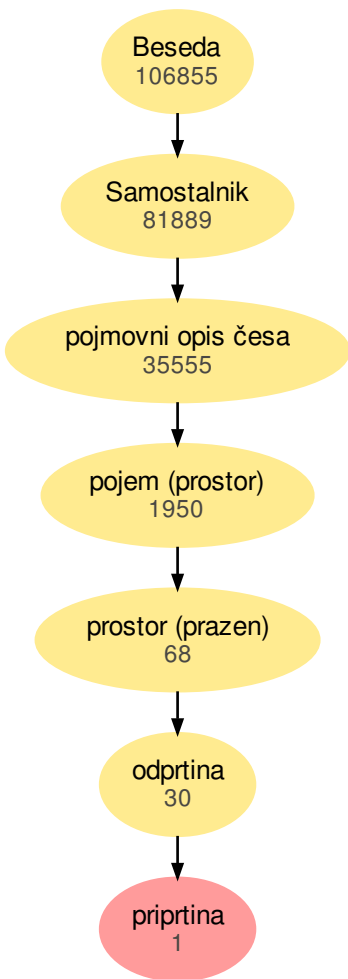 Beseda
106855
Samostalnik
81889
pojmovni opis česa
35555
pojem (prostor)
1950
prostor (prazen)
68
odprtina
30
priprtina
1